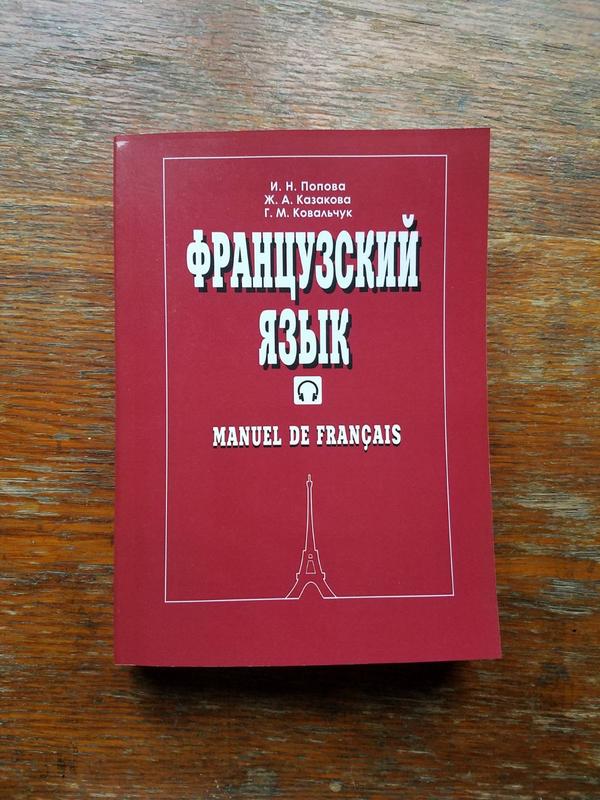 И. Н. Попова
Ж. А. Казакова
Г. М. Ковальчук
ФРАНЦУЗСКИЙ
ЯЗЫК
MANUEL DE FRANÇAIS